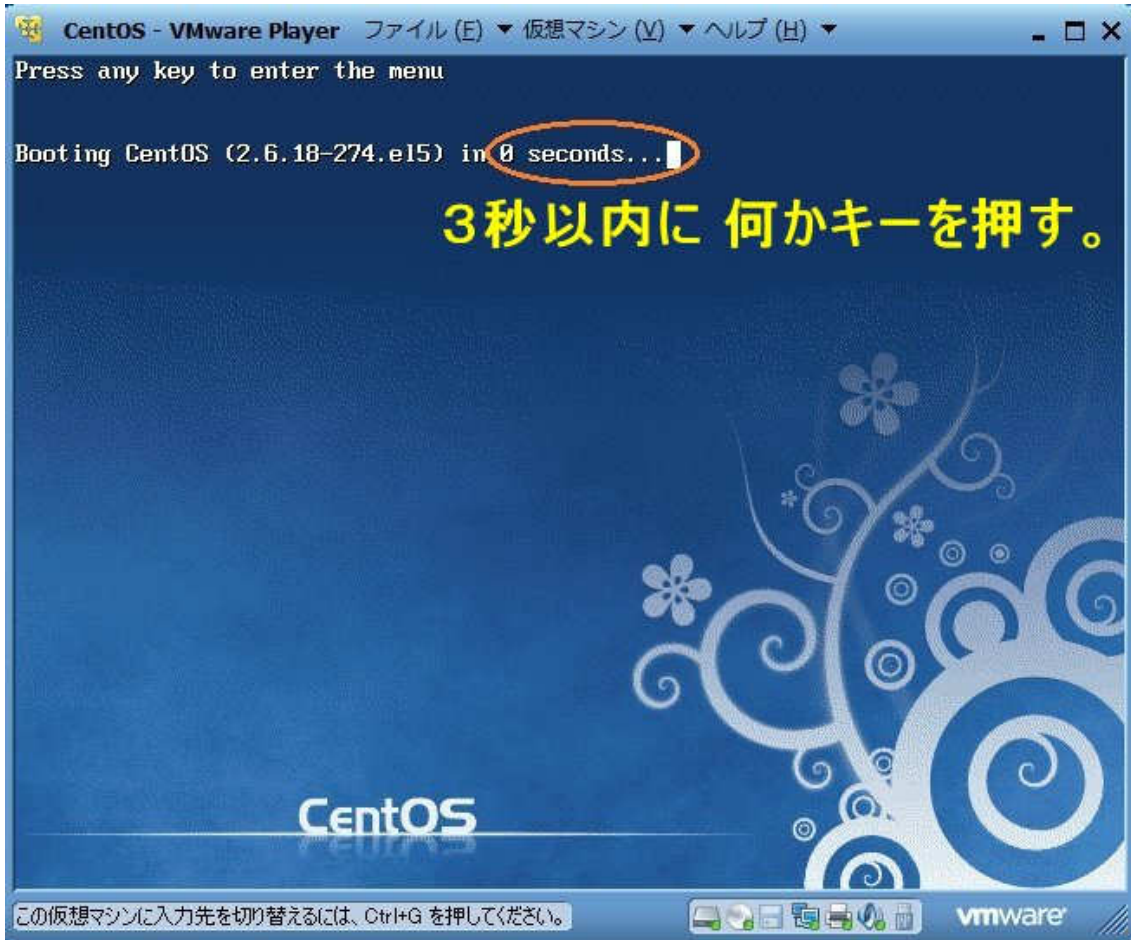 CentOS - VMware Player ファイル (F) ▼ 仮想マシン (V) ▼ ヘルプ (H) ▼
Press any key to enter the menu
Booting CentOS (2.6.18-274.el5) in 0 seconds...
３秒以内に 何かキーを押す。
CentOS
この仮想マシンに入力先を切り替えるには、Ctrl+G を押してください。
vmware